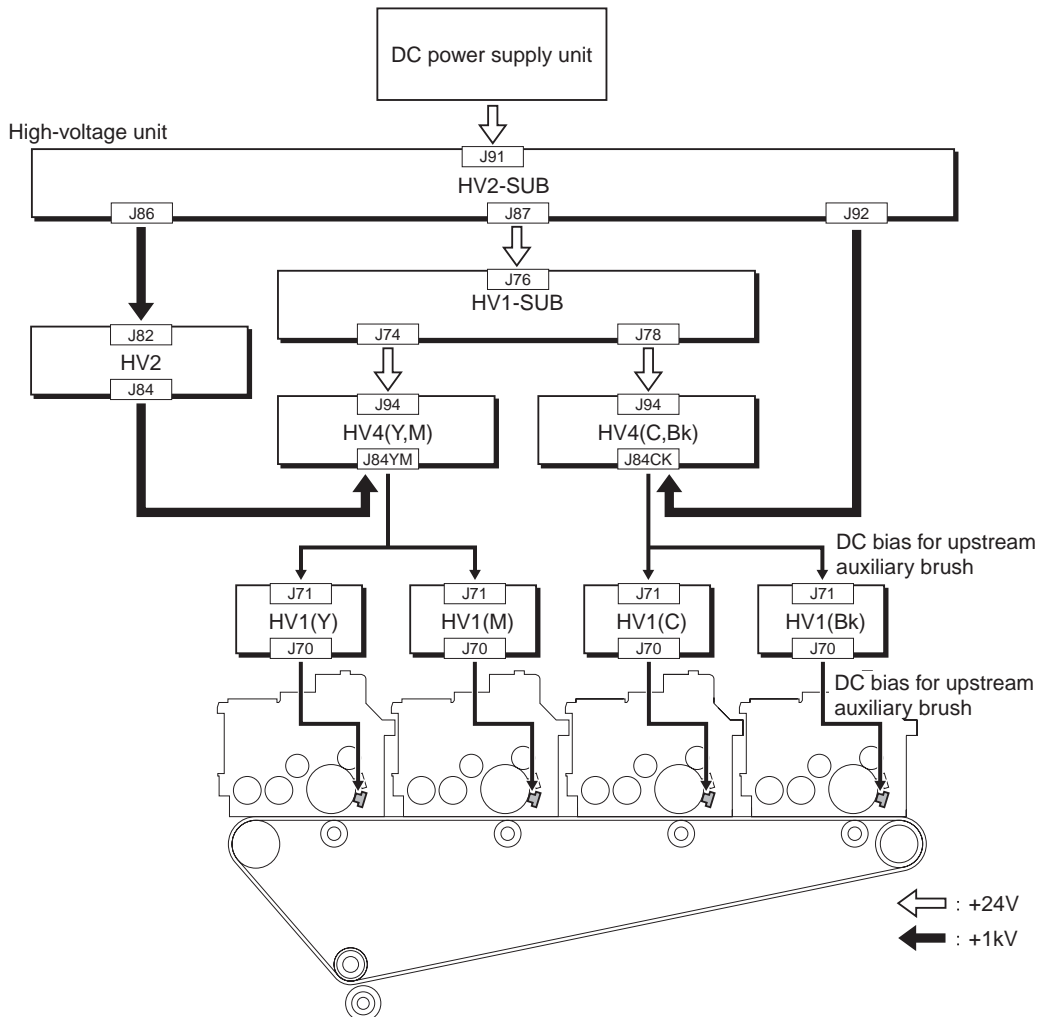 DC power supply unit
High-voltage unit
J91
HV2-SUB
J86
J87
J92
J76
HV1-SUB
J74
J78
J82
HV2
J84
J94
HV4(Y,M)
J84YM
J94
HV4(C,Bk)
J84CK
DC bias for upstream
auxiliary brush
J71
HV1(Y)
J70
J71
HV1(M)
J70
J71
HV1(C)
J70
J71
HV1(Bk)
J70
DC bias for upstream
auxiliary brush
: +24V
: +1kV